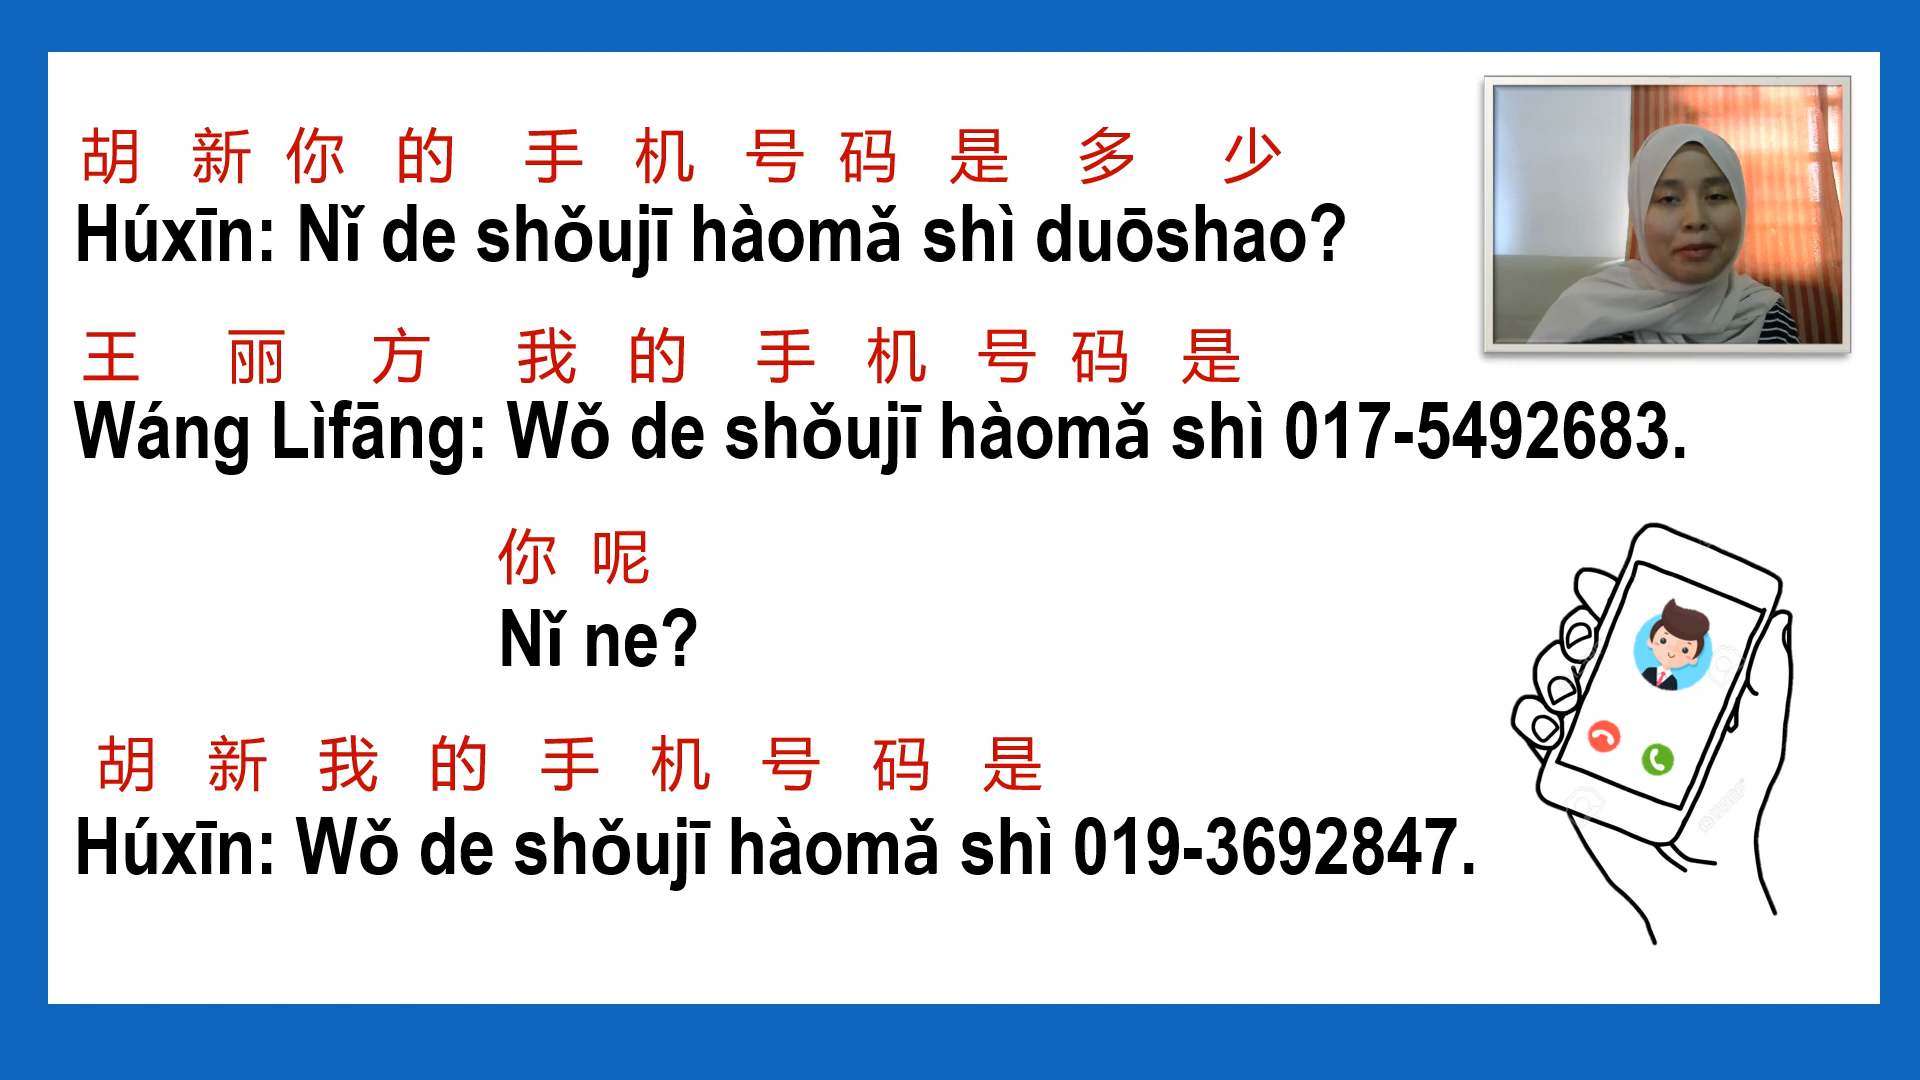 胡 新 你 的 手 机 号 码 是 多 少
Húxīn: Nǐ de shǒujī hàomǎ shì duōshao?
王 丽 方 我 的 手 机 号 码 是
Wáng Lìfāng: Wǒ de shǒujī hàomǎ shì 017-5492683.
你 呢
Nǐ ne?
胡 新 我 的 手 机 号 码 是
Húxīn: Wǒ de shǒujī hàomǎ shì 019-3692847.